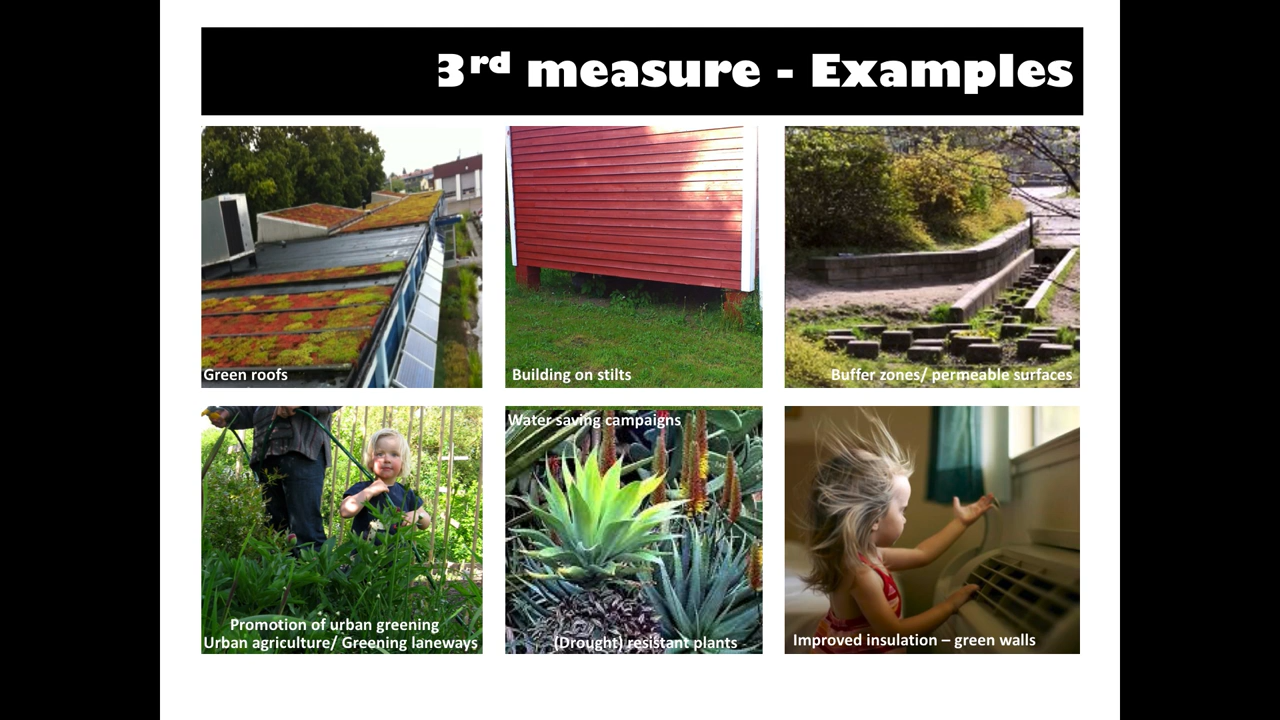 3rd measure - Examples
Green roofs
Building on stilts
Buffer zones/ permeable surfaces
Promotion of urban greening
Urban agriculture/ Greening laneways
Water saving campaigns
(Drought) resistant plants
Improved insulation – green walls